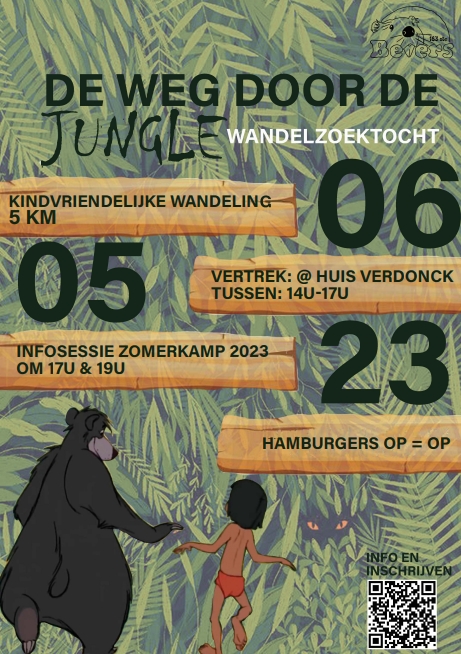 163ste
Bevers
DE WEG DOOR DE
JUNGLE WANDELZOEKTOCHT
KINDVRIENDELIJKE WANDELING
5 KM
06
05
VERTREK: @ HUIS VERDONCK
TUSSEN: 14U-17U
INFOSESSIE ZOMERKAMP 2023
OM 17U & 19U
23
HAMBURGERS OP = OP
INFO EN
INSCHRIJVEN